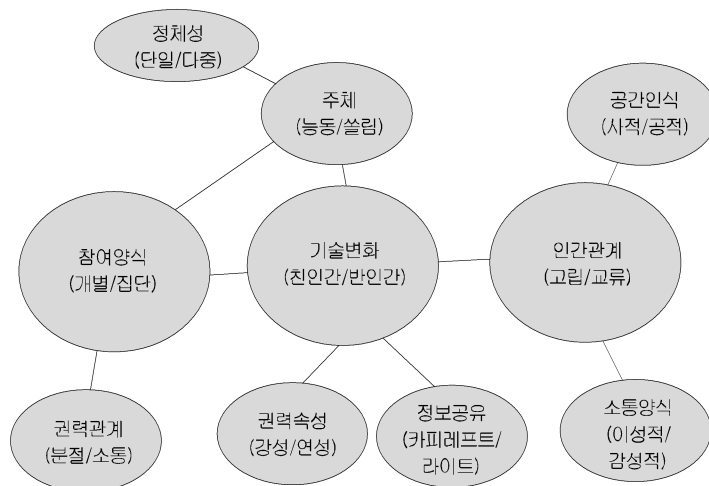 정체성
(단일/다중)
주체
(능동/쏠림)
공간인식
(사적/공적)
참여양식
(개별/집단)
기술변화
(친인간/반인간)
인간관계
(고립/교류)
권력관계
(분절/소통)
권력속성
(강성/연성)
정보공유
(카피레프트/
라이트)
소통양식
(이성적/
감성적)